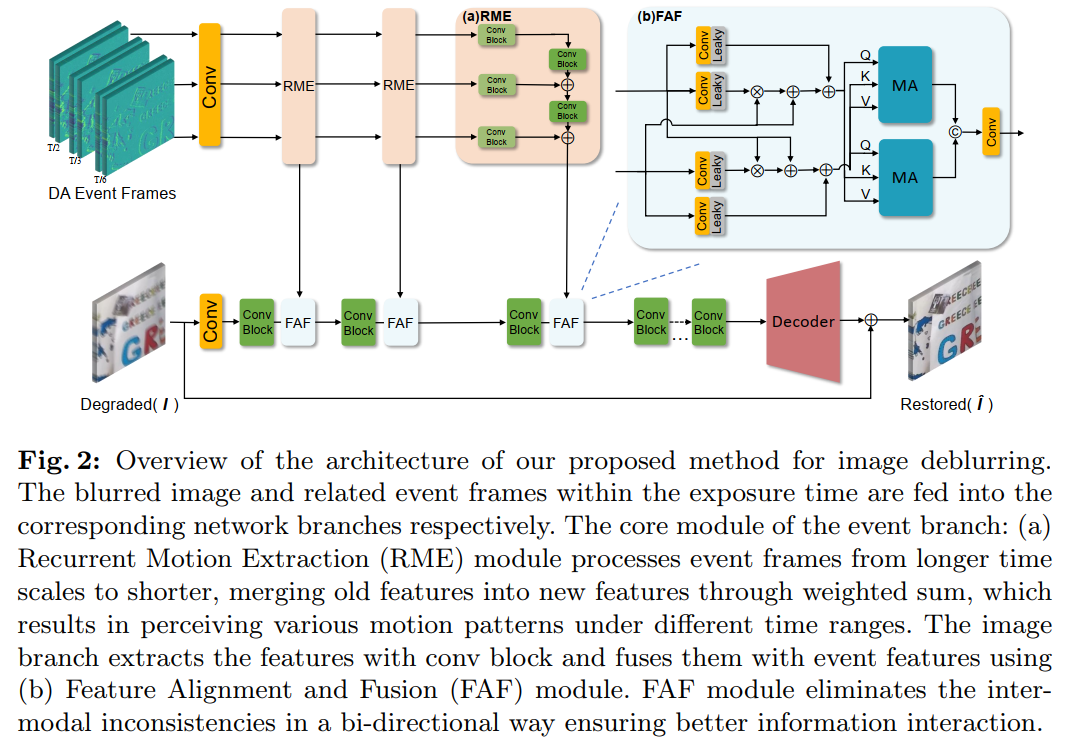 (a)RME
(b)FAF
Conv
RME
RME
Conv Block
Conv Block
Conv Block
Conv Block
Conv Block
Conv Leaky
Conv Leaky
Conv Leaky
Conv Leaky
Q
K
V
MA
Q
K
V
MA
C
Conv
T/2
T/3
T/6
DA Event Frames
Conv
Conv Block
FAF
Conv Block
FAF
Conv Block
FAF
Conv Block
...
Conv Block
Decoder
GREECE
GR
GREECE
GR
Degraded( I )
Restored( Î )
Fig. 2: Overview of the architecture of our proposed method for image deblurring.
The blurred image and related event frames within the exposure time are fed into the
corresponding network branches respectively. The core module of the event branch: (a)
Recurrent Motion Extraction (RME) module processes event frames from longer time
scales to shorter, merging old features into new features through weighted sum, which
results in perceiving various motion patterns under different time ranges. The image
branch extracts the features with conv block and fuses them with event features using
(b) Feature Alignment and Fusion (FAF) module. FAF module eliminates the inter-
modal inconsistencies in a bi-directional way ensuring better information interaction.